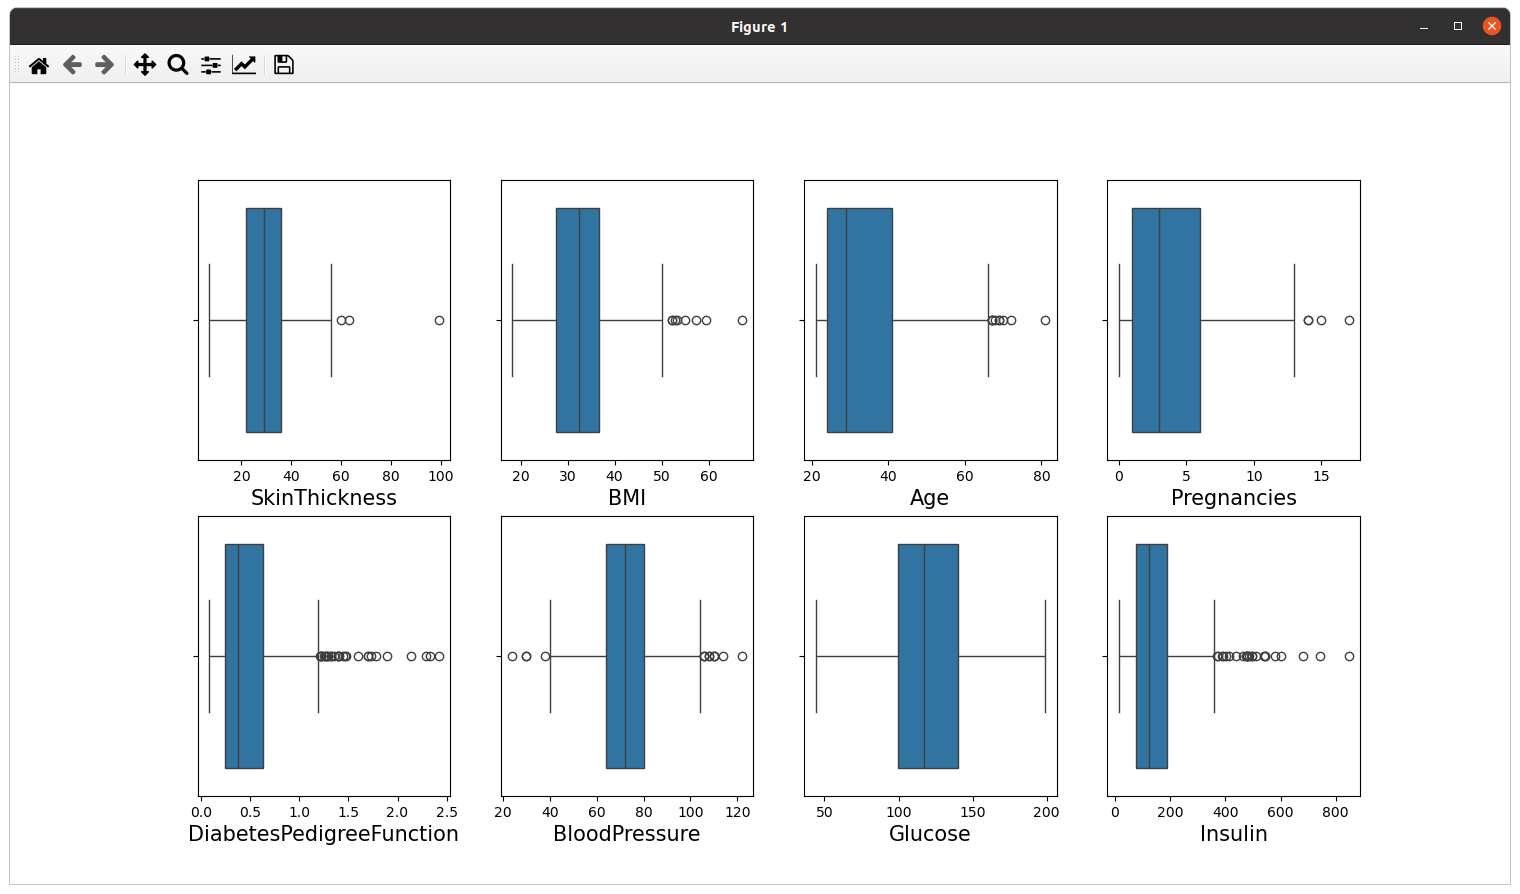 Figure 1
20 40 60 80 100
SkinThickness
20 30 40 50 60
BMI
20 40 60 80
Age
0 5 10 15
Pregnancies
0.0 0.5 1.0 1.5 2.0 2.5
DiabetesPedigreeFunction
20 40 60 80 100 120
BloodPressure
50 100 150 200
Glucose
0 200 400 600 800
Insulin